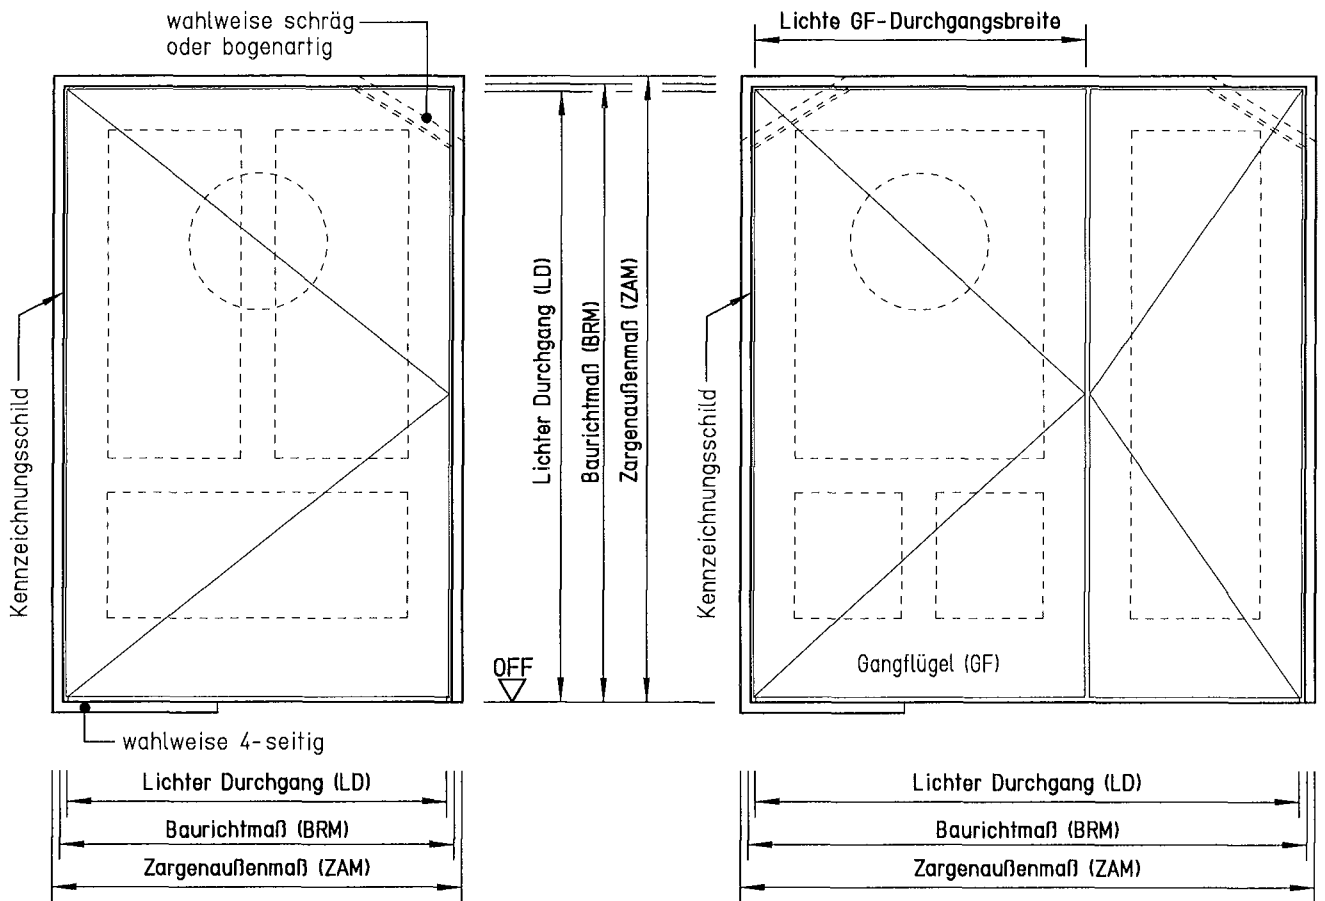 wahlweise schräg
oder bogenartig
Kennzeichnungsschild
wahlweise 4-seitig
Lichter Durchgang (LD)
Baurichtmaß (BRM)
Zargenaußenmaß (ZAM)
OFF
Lichter Durchgang (LD)
Baurichtmaß (BRM)
Zargenaußenmaß (ZAM)
Lichte GF-Durchgangsbreite
Kennzeichnungsschild
Gangflügel (GF)
Lichter Durchgang (LD)
Baurichtmaß (BRM)
Zargenaußenmaß (ZAM)